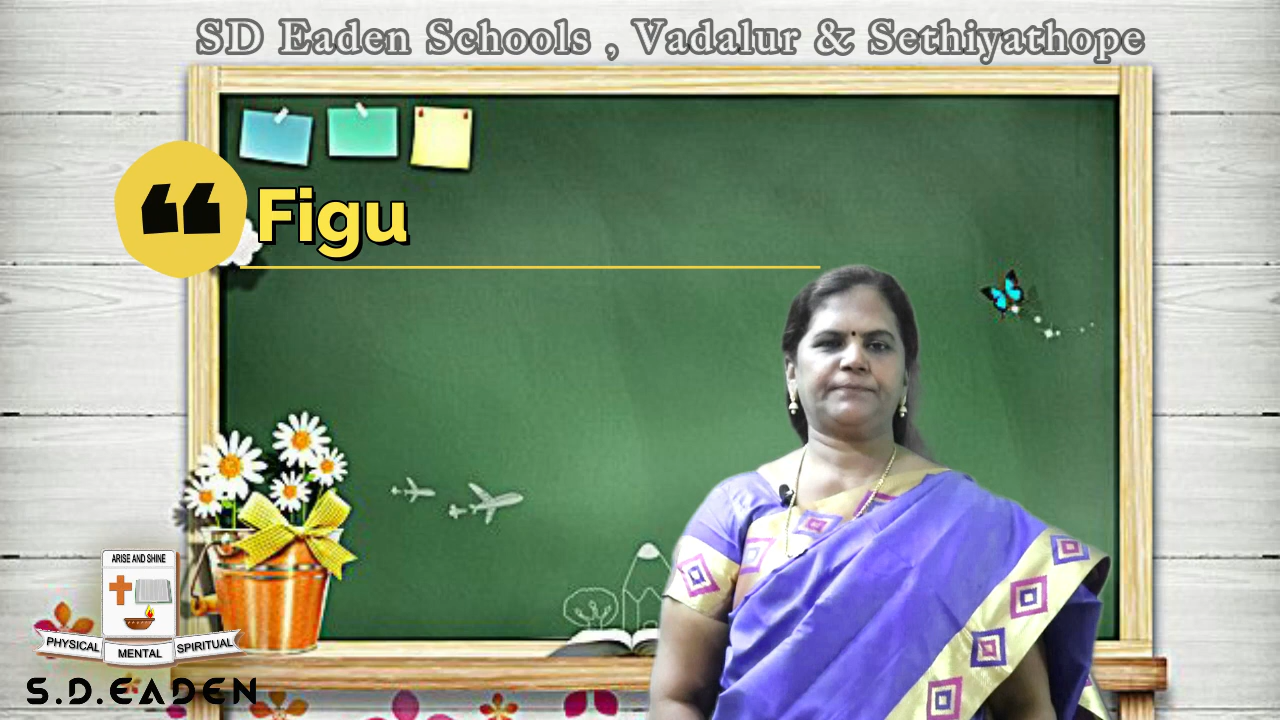 SD Eaden Schools , Vadalur & Sethiyathope
❝ Figu
ARISE AND SHINE
PHYSICAL MENTAL SPIRITUAL
S.D.EADEN